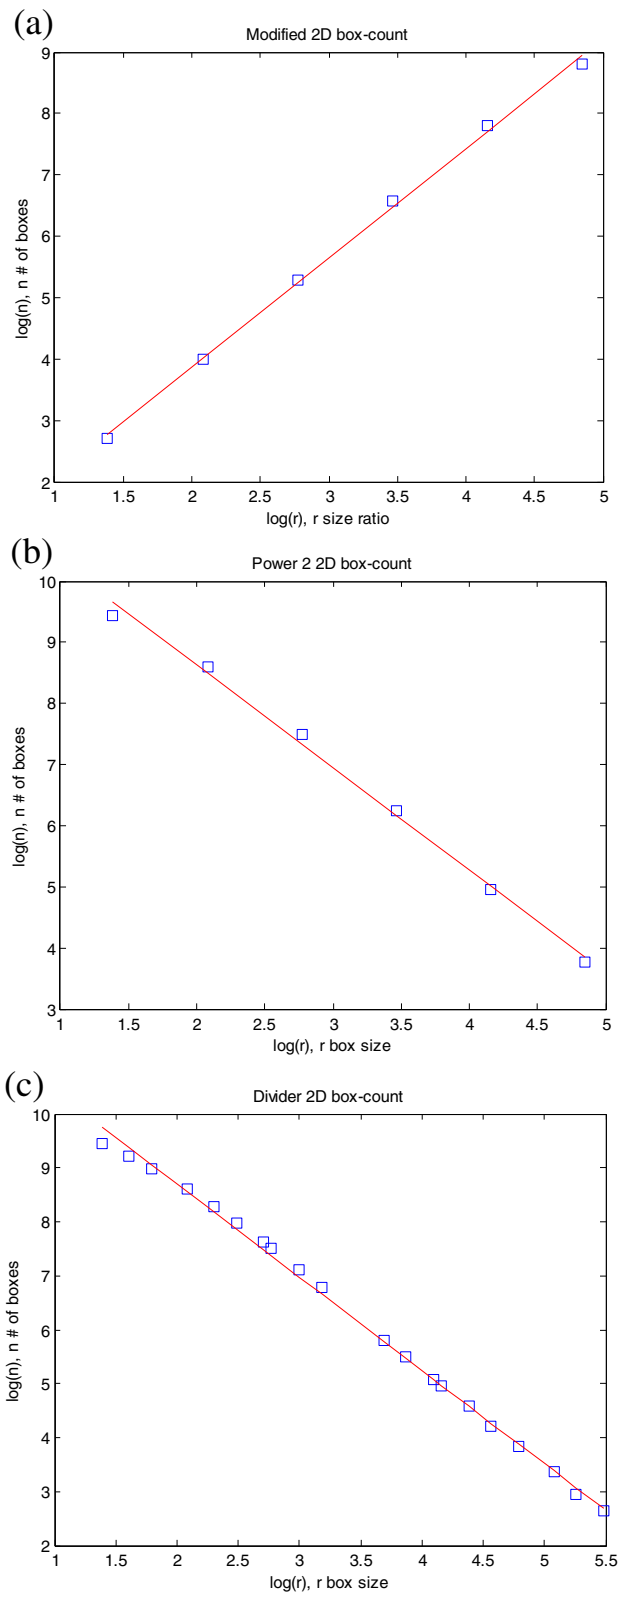 (a)
Modified 2D box-count
9
8
7
6
5
4
3
2
log(n), n # of boxes
1 1.5 2 2.5 3 3.5 4 4.5 5
log(r), r size ratio
(b)
Power 2 2D box-count
10
9
8
7
6
5
4
3
log(n), n # of boxes
1 1.5 2 2.5 3 3.5 4 4.5 5
log(r), r box size
(c)
Divider 2D box-count
10
9
8
7
6
5
4
3
2
log(n), n # of boxes
1 1.5 2 2.5 3 3.5 4 4.5 5 5.5
log(r), r box size